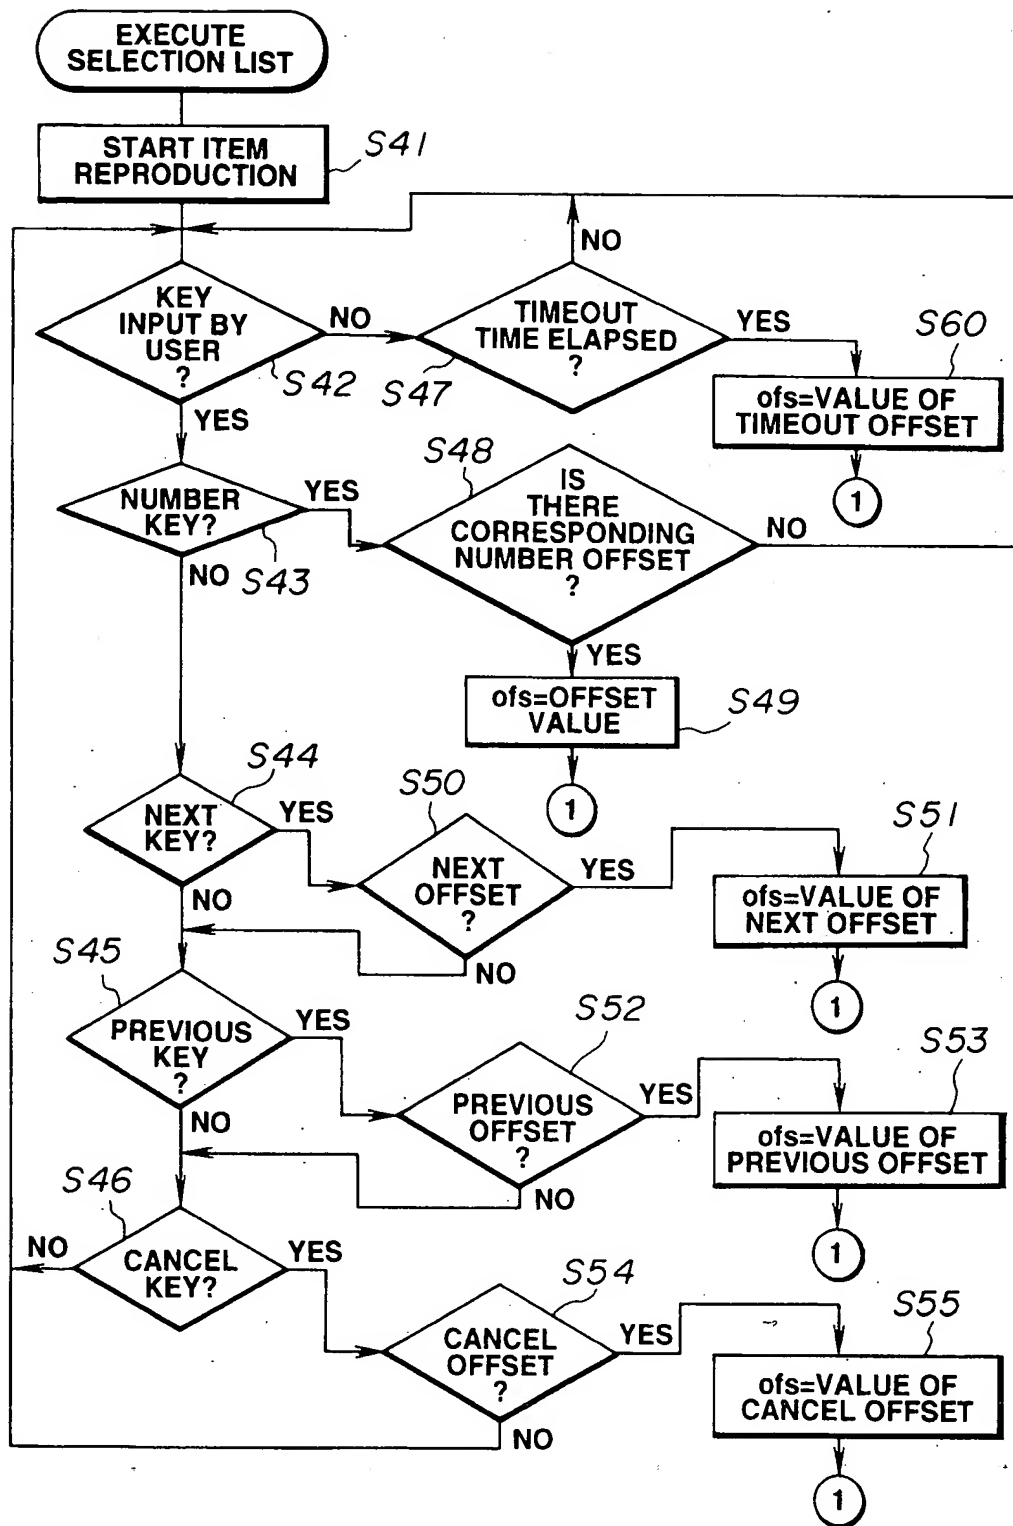 EXECUTE
SELECTION LIST
START ITEM
REPRODUCTION
S41
KEY
INPUT BY
USER
?
S42
NO
YES
TIMEOUT
TIME ELAPSED
?
S47
NO
YES
S60
ofs=VALUE OF
TIMEOUT OFFSET
1
NUMBER
KEY?
S43
YES
NO
S48
IS
THERE
CORRESPONDING
NUMBER OFFSET
?
NO
YES
ofs=OFFSET
VALUE
S49
1
S44
NEXT
KEY?
YES
NO
S50
NEXT
OFFSET
?
YES
NO
S51
ofs=VALUE OF
NEXT OFFSET
1
S45
PREVIOUS
KEY
?
YES
NO
S52
PREVIOUS
OFFSET
?
YES
NO
S53
ofs=VALUE OF
PREVIOUS OFFSET
1
S46
CANCEL
KEY?
NO
YES
S54
CANCEL
OFFSET
?
YES
NO
S55
ofs=VALUE OF
CANCEL OFFSET
1